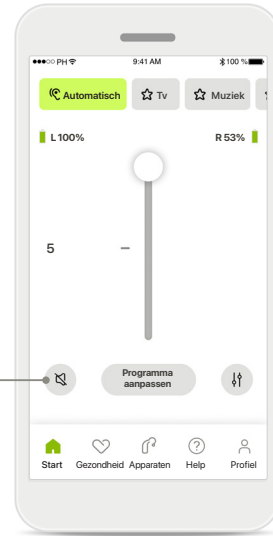 ●●●○○ PH 9:41 AM 100 %
Automatisch Tv Muziek
L 100% R 53%
5 –
Programma
aanpassen
Start Gezondheid Apparaten Help Profiel